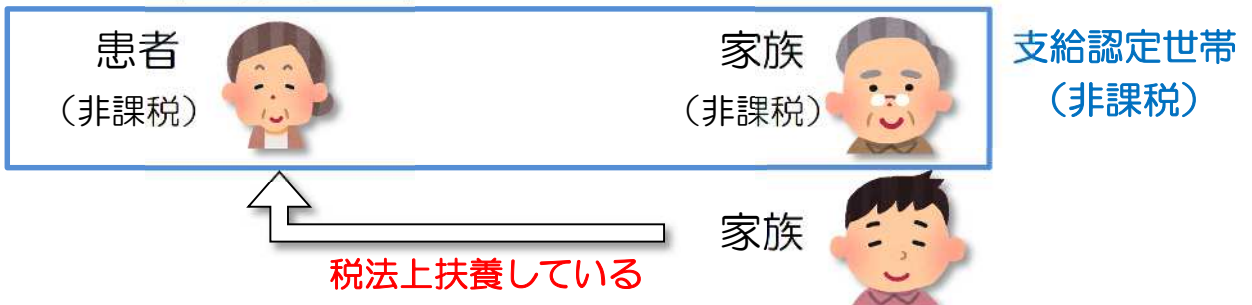 患者
（非課税）
家族
（非課税）
支給認定世帯
（非課税）
家族
税法上扶養している